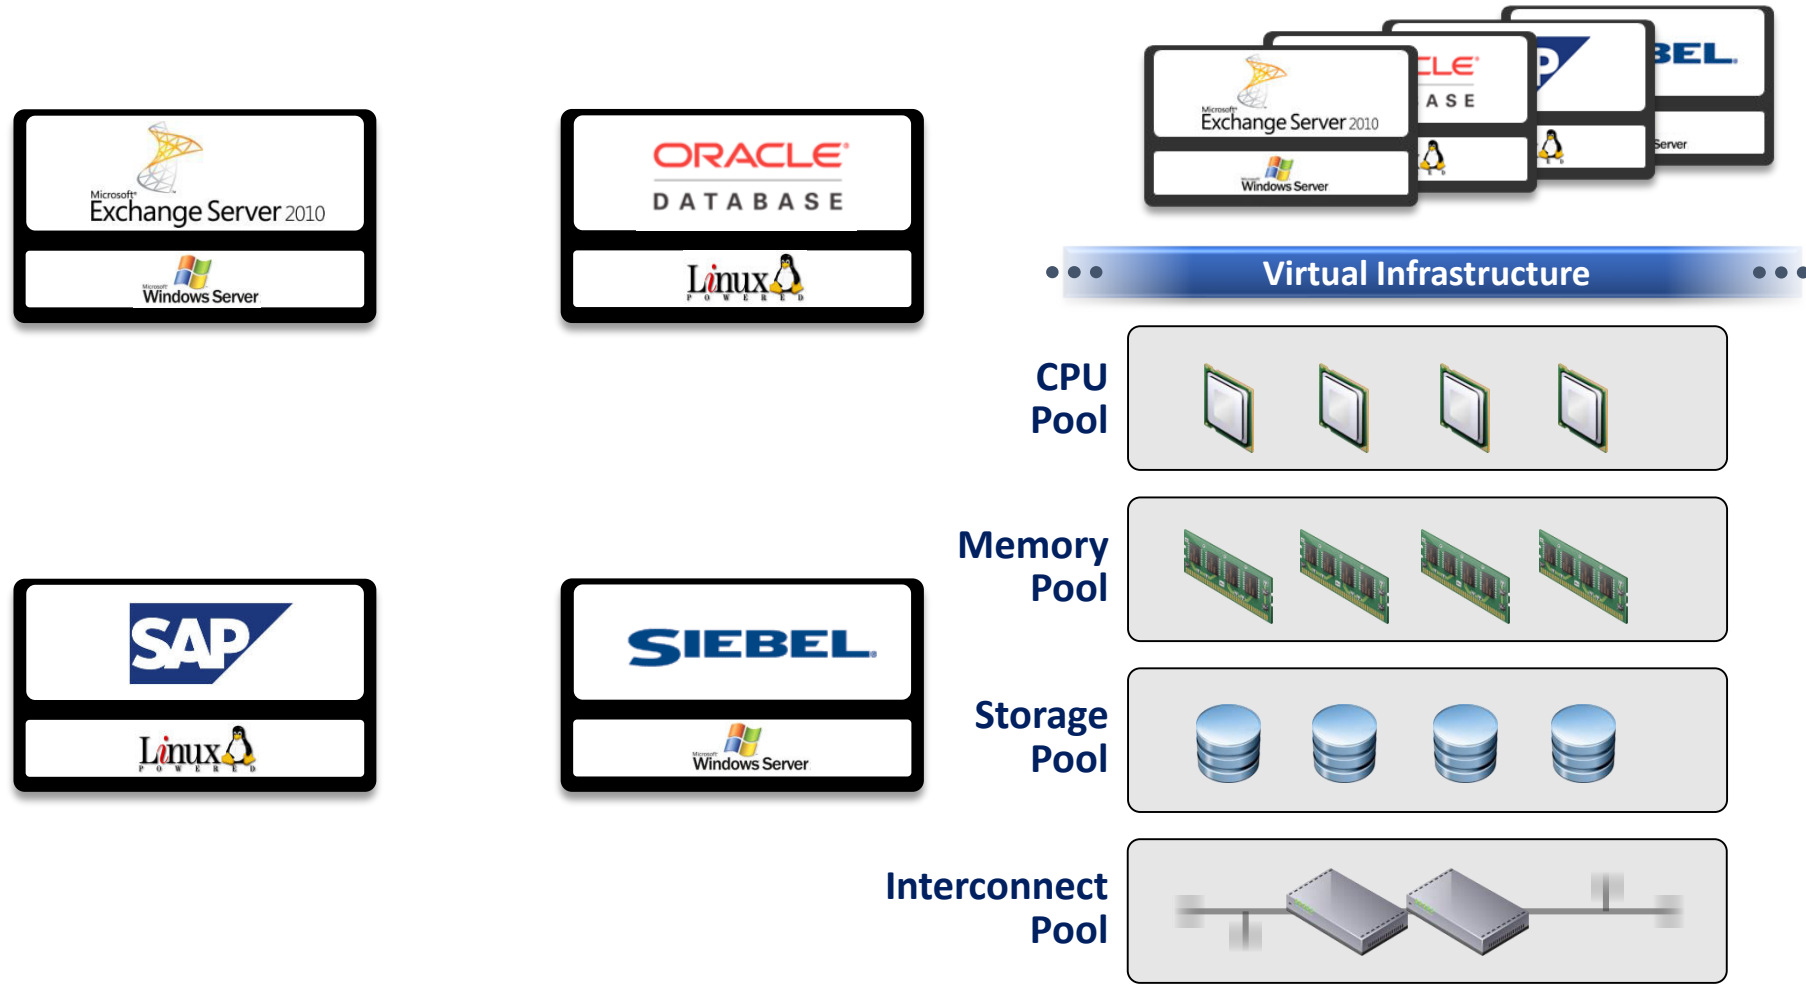 Microsoft
Exchange Server 2010
Microsoft
Windows Server
ORACLE
DATABASE
Linux
POWERED
SAP
Linux
POWERED
SIEBEL
Microsoft
Windows Server
Microsoft
Exchange Server 2010
Windows Server
CLE
ASE
P
BEL
Server
Virtual Infrastructure
CPU
Pool
Memory
Pool
Storage
Pool
Interconnect
Pool